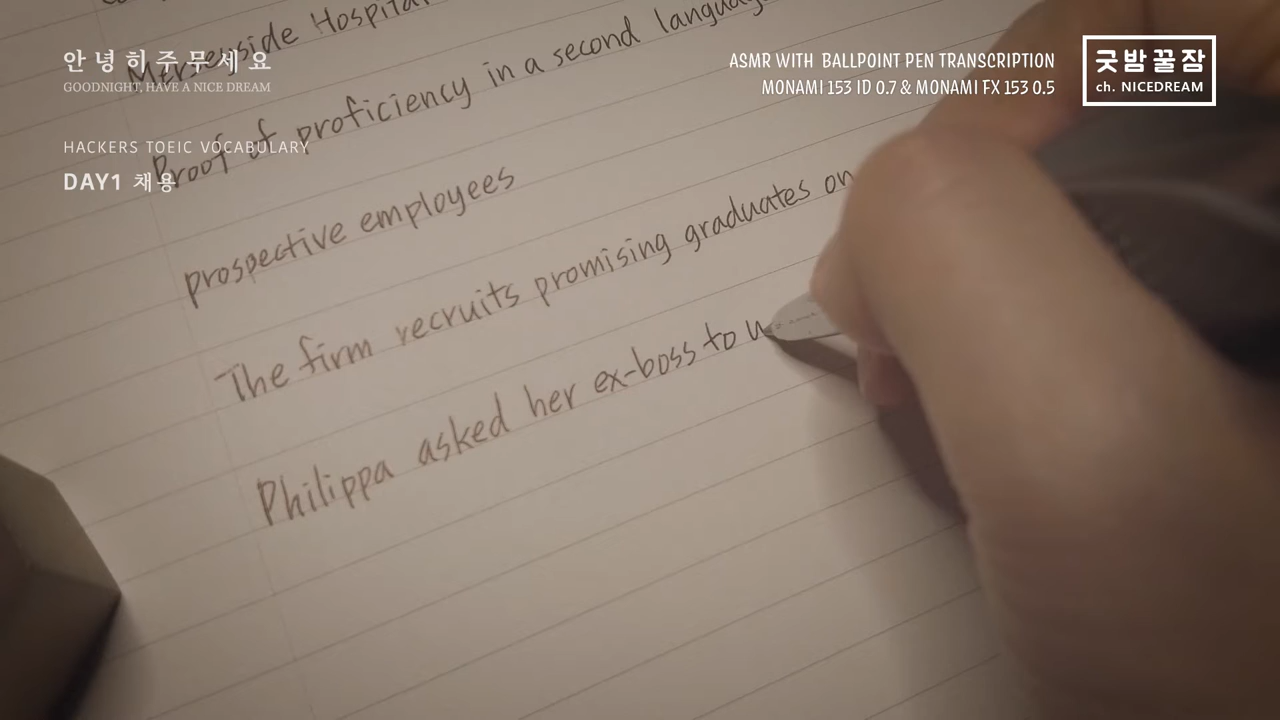 안녕히주무세요
GOODNIGHT, HAVE A NICE DREAM
HACKERS TOEIC VOCABULARY
DAY1 채용
ASMR WITH BALLPOINT PEN TRANSCRIPTION
MONAMI 153 ID 0.7 & MONAMI FX 153 0.5
굿밤꿀잠
ch. NICEDREAM
Merseyside Hospital
Proof of proficiency in a second language
prospective employees
The firm recruits promising graduates on
Philippa asked her ex-boss to w